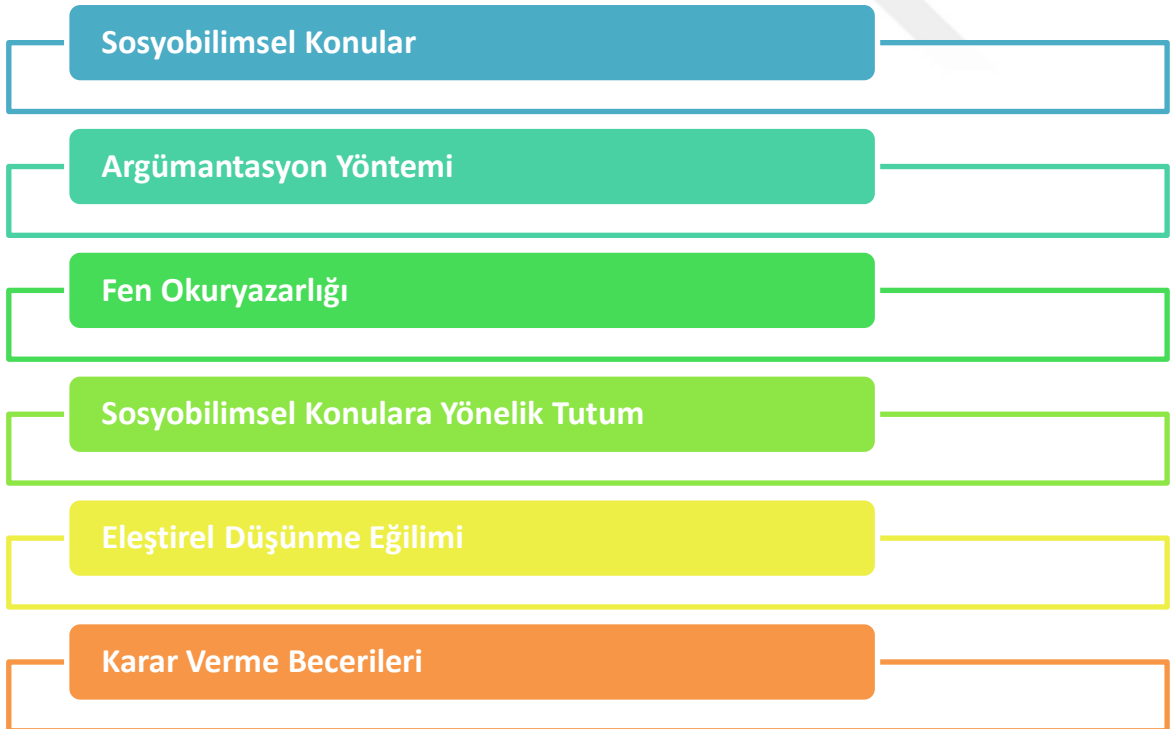 Sosyobilimsel Konular
Argümantasyon Yöntemi
Fen Okuryazarlığı
Sosyobilimsel Konulara Yönelik Tutum
Eleştirel Düşünme Eğilimi
Karar Verme Becerileri